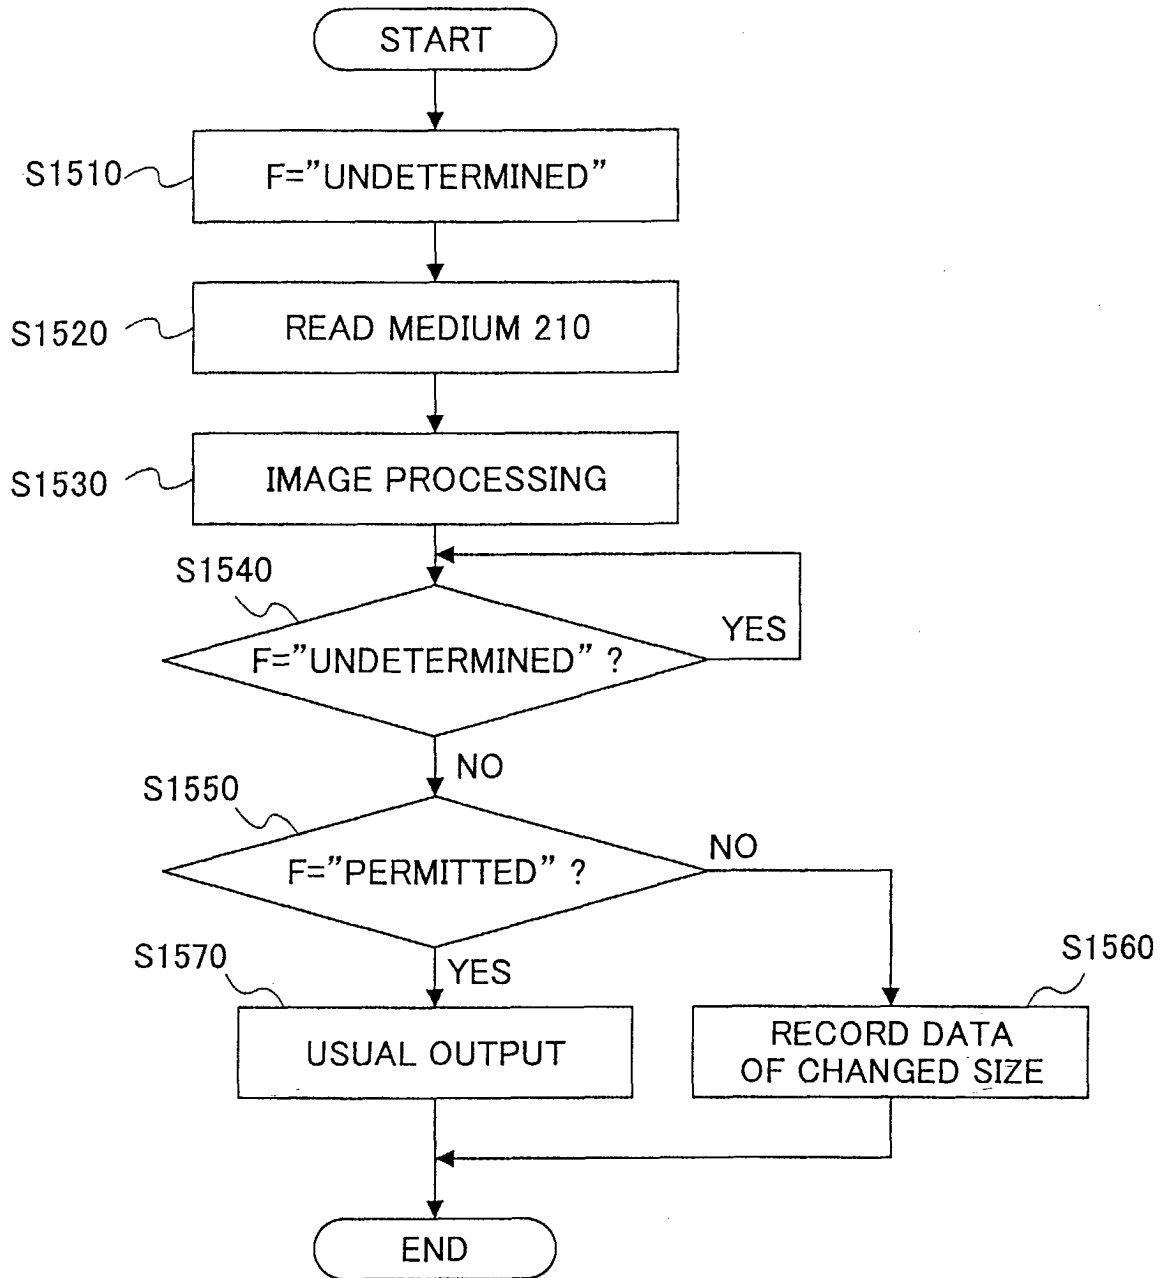 START
S1510
F="UNDETERMINED"
S1520
READ MEDIUM 210
S1530
IMAGE PROCESSING
S1540
YES
F="UNDETERMINED" ?
NO
S1550
NO
F="PERMITTED" ?
S1570
YES
S1560
USUAL OUTPUT
RECORD DATA
OF CHANGED SIZE
END